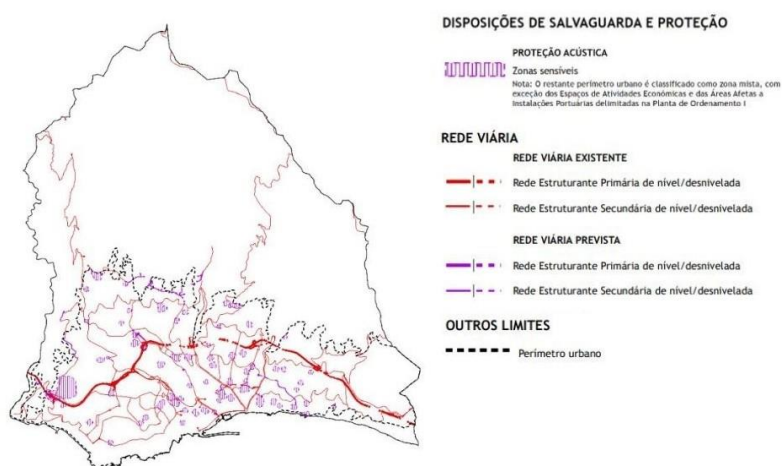 DISPOSIÇÕES DE SALVAGUARDA E PROTEÇÃO
PROTEÇÃO ACÚSTICA
Zonas sensíveis
Nota: O restante perímetro urbano é classificado como zona mista, com
exceção dos Espaços de Atividades Económicas e das Áreas Afetas a
Instalações Portuárias delimitadas na Planta de Ordenamento I
REDE VIÁRIA
REDE VIÁRIA EXISTENTE
Rede Estruturante Primária de nível/desnivelada
Rede Estruturante Secundária de nível/desnivelada
REDE VIÁRIA PREVISTA
Rede Estruturante Primária de nível/desnivelada
Rede Estruturante Secundária de nível/desnivelada
OUTROS LIMITES
Perímetro urbano